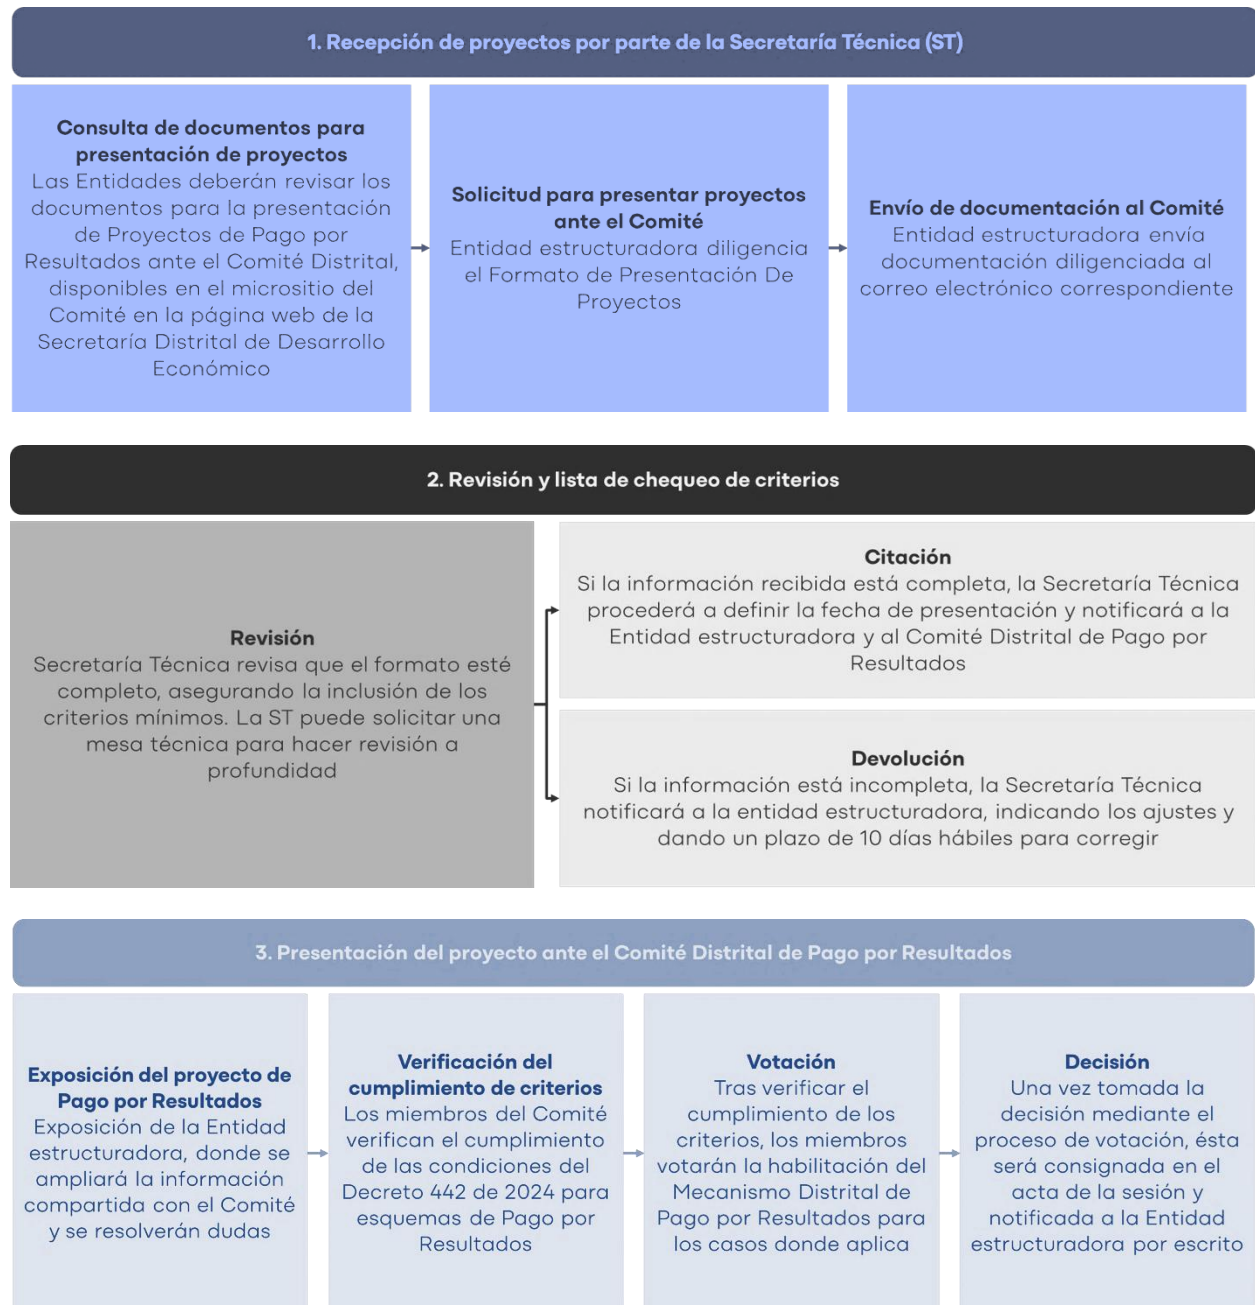 1. Recepción de proyectos por parte de la Secretaría Técnica (ST)
Consulta de documentos para
presentación de proyectos
Las Entidades deberán revisar los
documentos para la presentación
de Proyectos de Pago por
Resultados ante el Comité Distrital,
disponibles en el micrositio del
Comité en la página web de la
Secretaría Distrital de Desarrollo
Económico
Solicitud para presentar proyectos
ante el Comité
Entidad estructuradora diligencia
el Formato de Presentación De
Proyectos
Envío de documentación al Comité
Entidad estructuradora envía
documentación diligenciada al
correo electrónico correspondiente
2. Revisión y lista de chequeo de criterios
Revisión
Secretaría Técnica revisa que el formato esté
completo, asegurando la inclusión de los
criterios mínimos. La ST puede solicitar una
mesa técnica para hacer revisión a
profundidad
Citación
Si la información recibida está completa, la Secretaría Técnica
procederá a definir la fecha de presentación y notificará a la
Entidad estructuradora y al Comité Distrital de Pago por
Resultados
Devolución
Si la información está incompleta, la Secretaría Técnica
notificará a la entidad estructuradora, indicando los ajustes y
dando un plazo de 10 días hábiles para corregir
3. Presentación del proyecto ante el Comité Distrital de Pago por Resultados
Exposición del proyecto de
Pago por Resultados
Exposición de la Entidad
estructuradora, donde se
ampliará la información
compartida con el Comité
y se resolverán dudas
Verificación del
cumplimiento de criterios
Los miembros del Comité
verifican el cumplimiento
de las condiciones del
Decreto 442 de 2024 para
esquemas de Pago por
Resultados
Votación
Tras verificar el
cumplimiento de los
criterios, los miembros
votarán la habilitación del
Mecanismo Distrital de
Pago por Resultados para
los casos donde aplica
Decisión
Una vez tomada la
decisión mediante el
proceso de votación, ésta
será consignada en el
acta de la sesión y
notificada a la Entidad
estructuradora por escrito